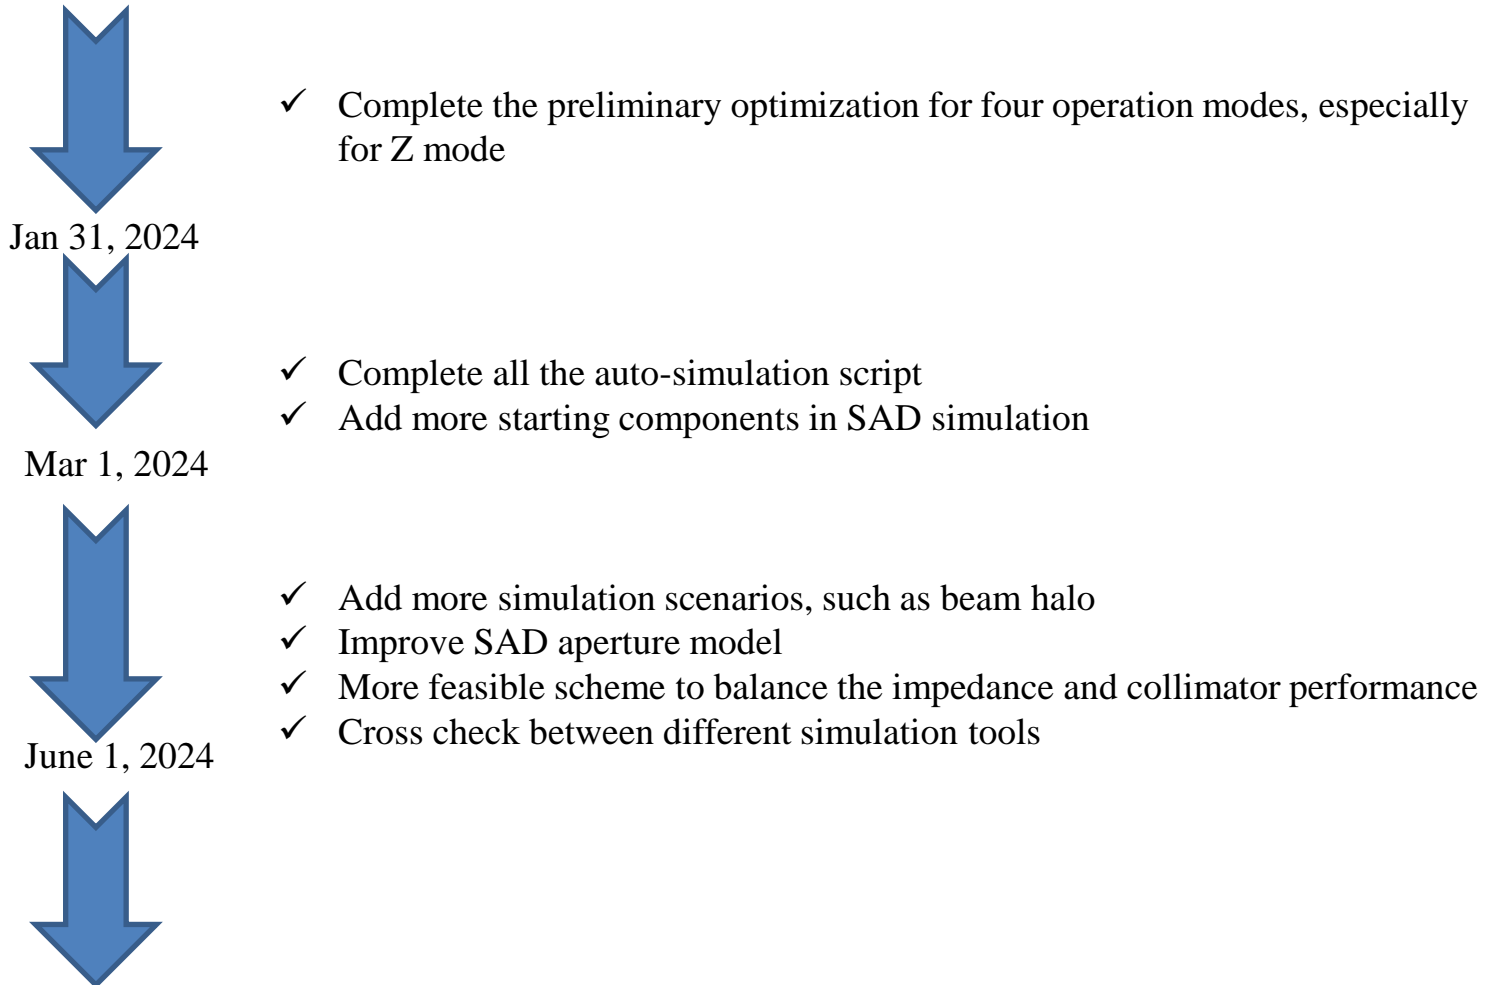 ✓ Complete the preliminary optimization for four operation modes, especially
for Z mode
Jan 31, 2024
✓ Complete all the auto-simulation script
✓ Add more starting components in SAD simulation
Mar 1, 2024
✓ Add more simulation scenarios, such as beam halo
✓ Improve SAD aperture model
✓ More feasible scheme to balance the impedance and collimator performance
✓ Cross check between different simulation tools
June 1, 2024